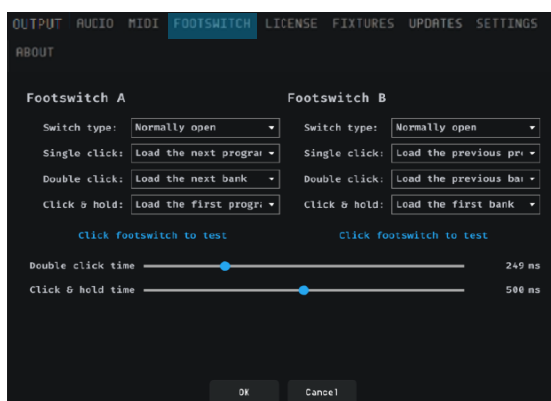 OUTPUT AUDIO MIDI FOOTSWITCH LICENSE FIXTURES UPDATES SETTINGS
ABOUT
Footswitch A Footswitch B
Switch type: Normally open Switch type: Normally open
Single click: Load the next progra Single click: Load the previous pr
Double click: Load the next bank Double click: Load the previous ba
Click & hold: Load the first progra Click & hold: Load the first bank
Click footswitch to test Click footswitch to test
Double click time 249 ms
Click & hold time 500 ms
OK Cancel